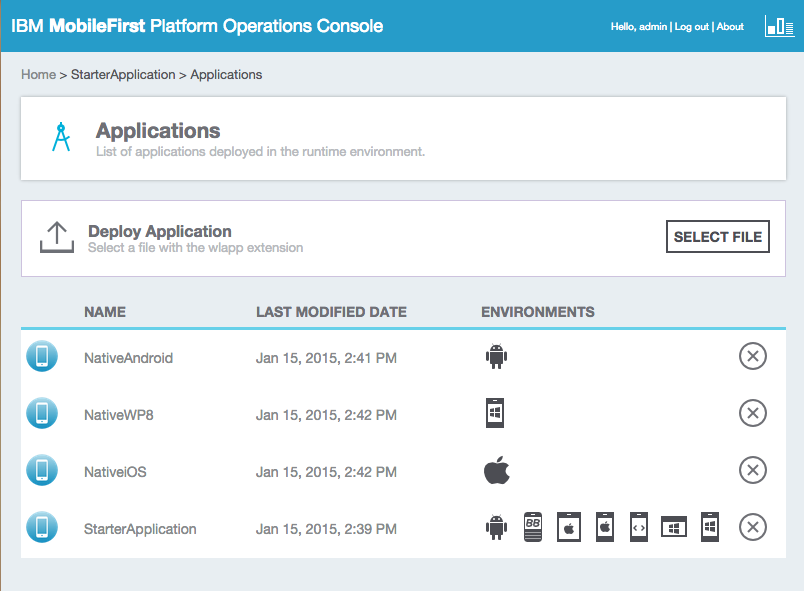 IBM MobileFirst Platform Operations Console
Hello, admin | Log out | About
Home > StarterApplication > Applications
Applications
List of applications deployed in the runtime environment.
Deploy Application
Select a file with the wlapp extension
SELECT FILE
NAME LAST MODIFIED DATE ENVIRONMENTS
NativeAndroid Jan 15, 2015, 2:41 PM
NativeWP8 Jan 15, 2015, 2:42 PM
NativeiOS Jan 15, 2015, 2:42 PM
StarterApplication Jan 15, 2015, 2:39 PM BB